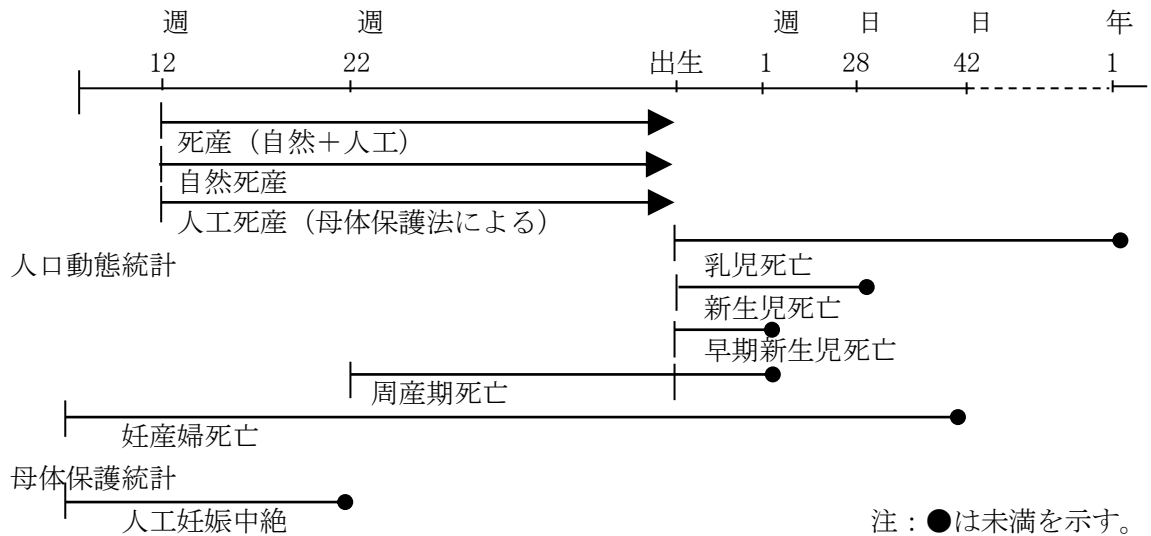 週 週 週 日 日 年
12 22 出生 1 28 42 1
死産（自然＋人工）
自然死産
人工死産（母体保護法による）
人口動態統計
乳児死亡
新生児死亡
早期新生児死亡
周産期死亡
妊産婦死亡
母体保護統計
人工妊娠中絶
注：●は未満を示す。